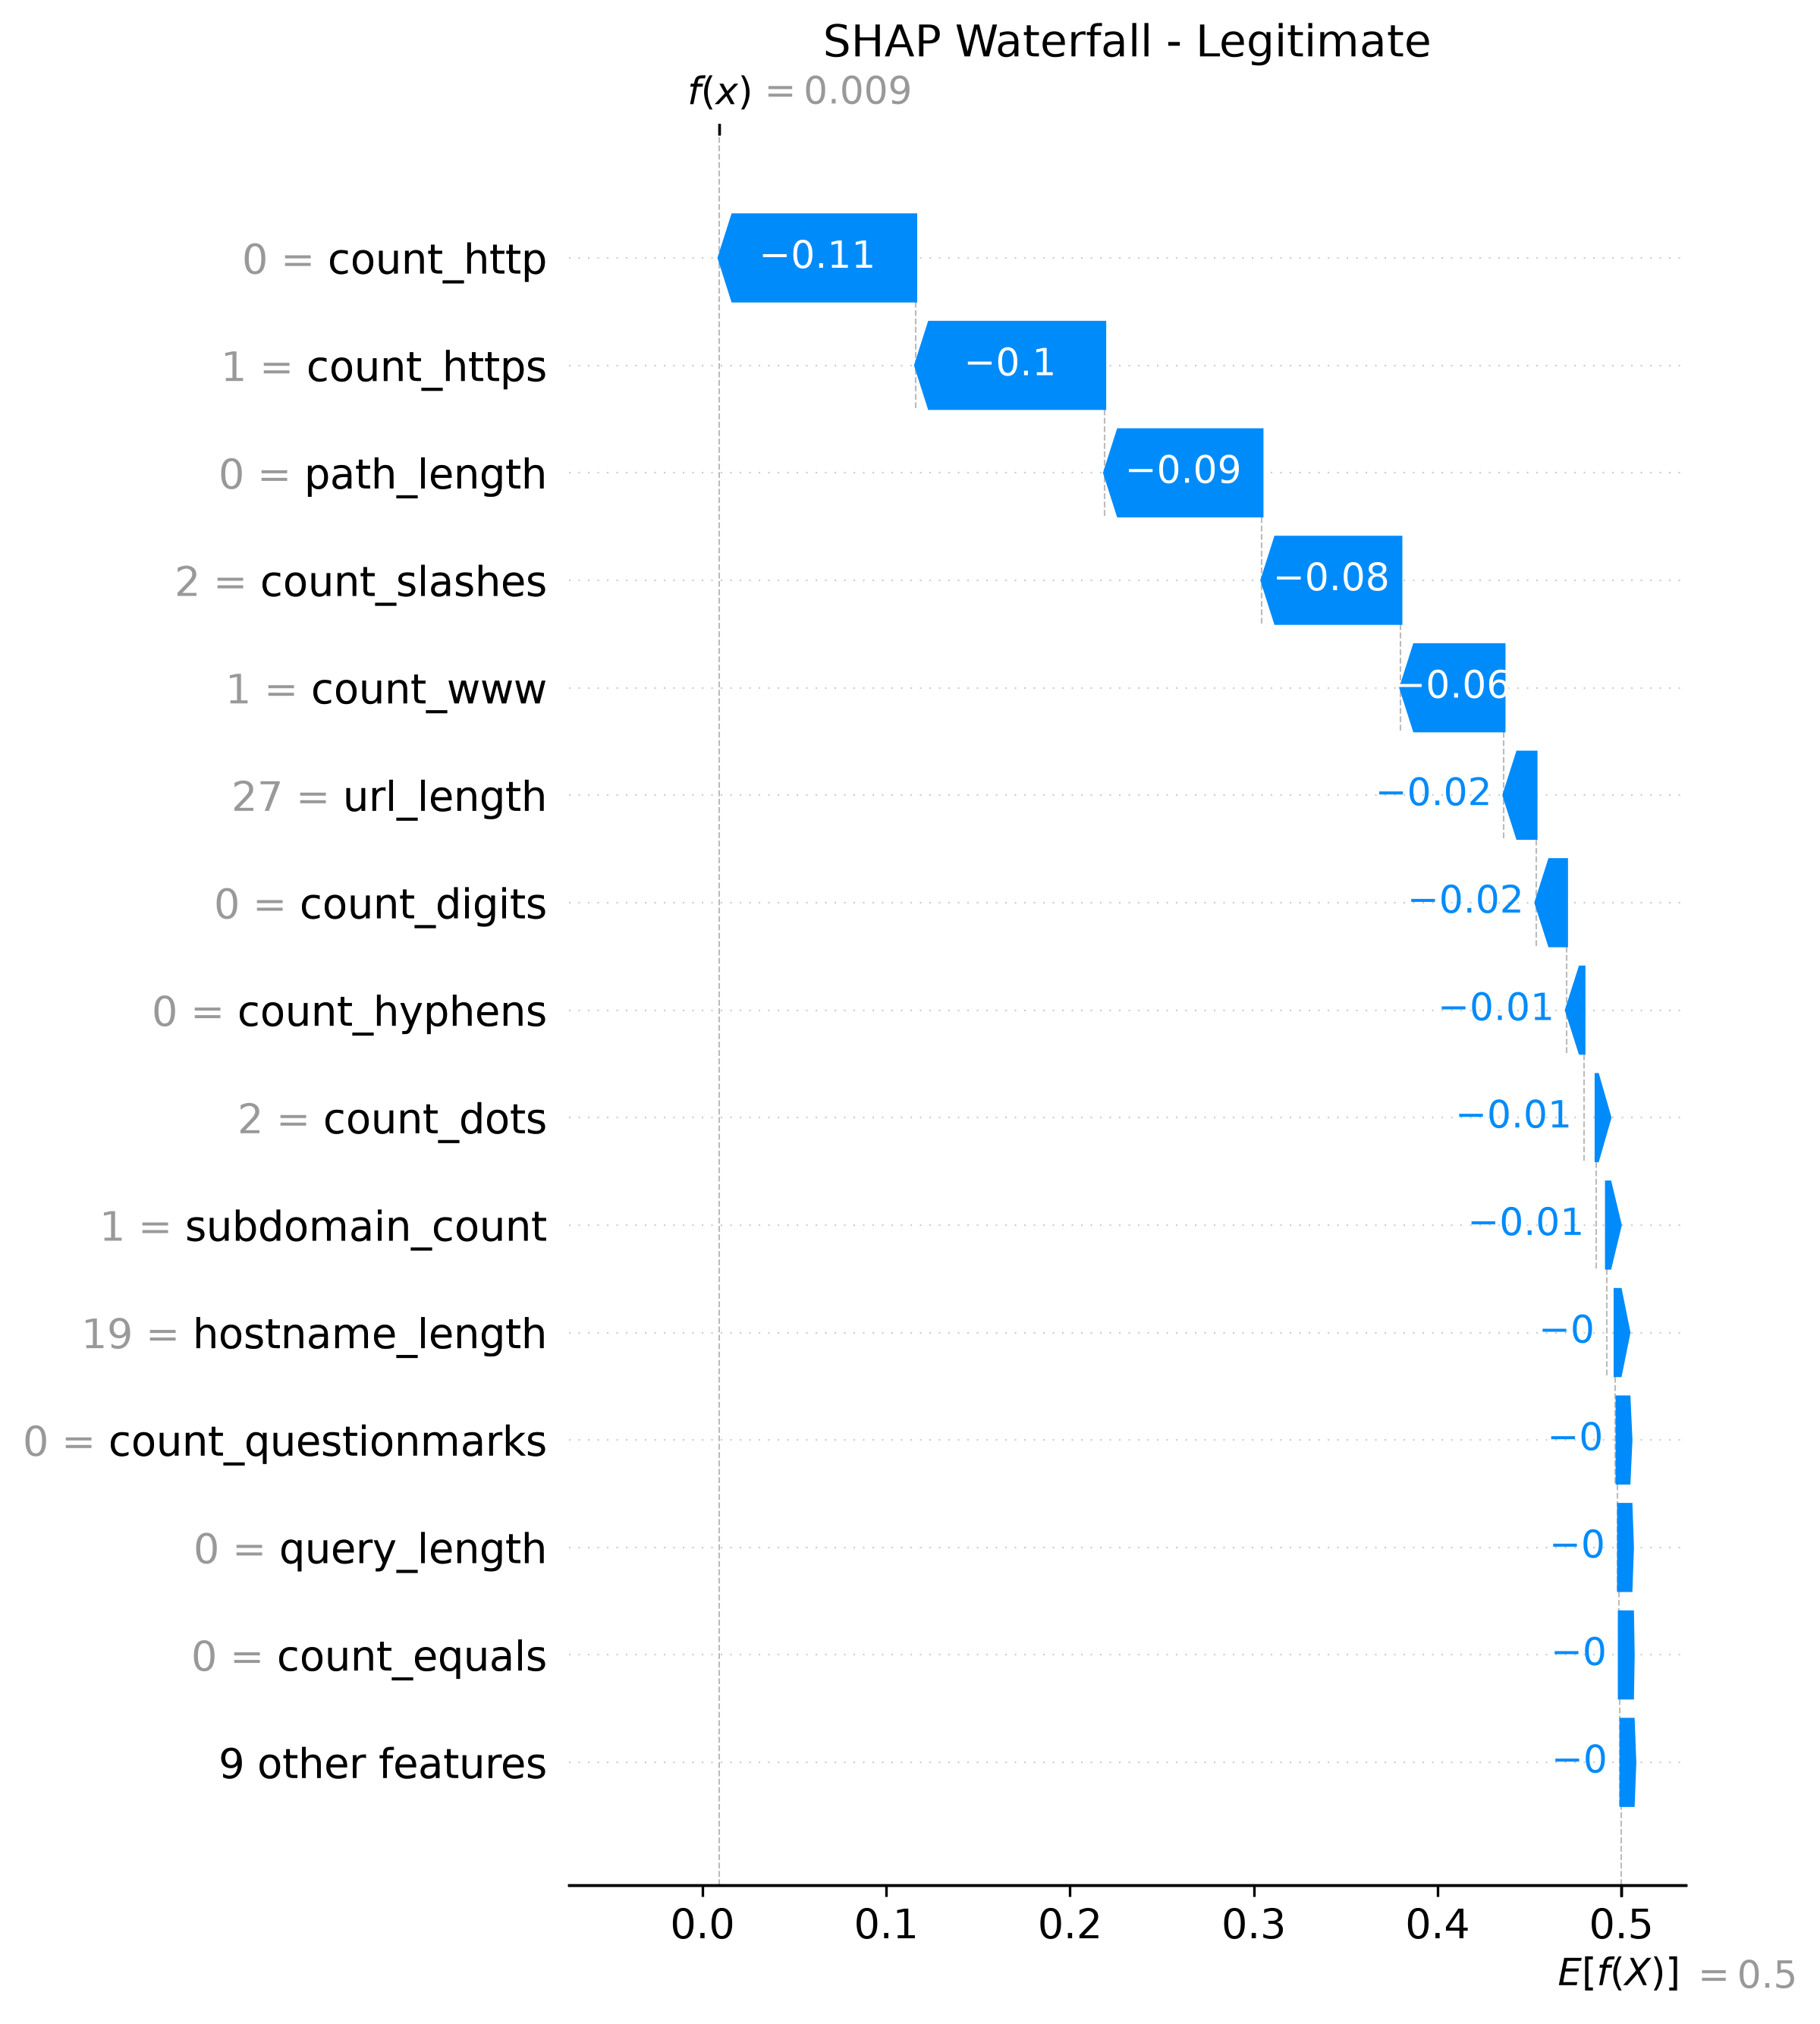 SHAP Waterfall - Legitimate
f(x) = 0.009
0 = count_http −0.11
1 = count_https −0.1
0 = path_length −0.09
2 = count_slashes −0.08
1 = count_www −0.06
27 = url_length −0.02
0 = count_digits −0.02
0 = count_hyphens −0.01
2 = count_dots −0.01
1 = subdomain_count −0.01
19 = hostname_length −0
0 = count_questionmarks −0
0 = query_length −0
0 = count_equals −0
9 other features −0
0.0 0.1 0.2 0.3 0.4 0.5
E[f(X)] = 0.5